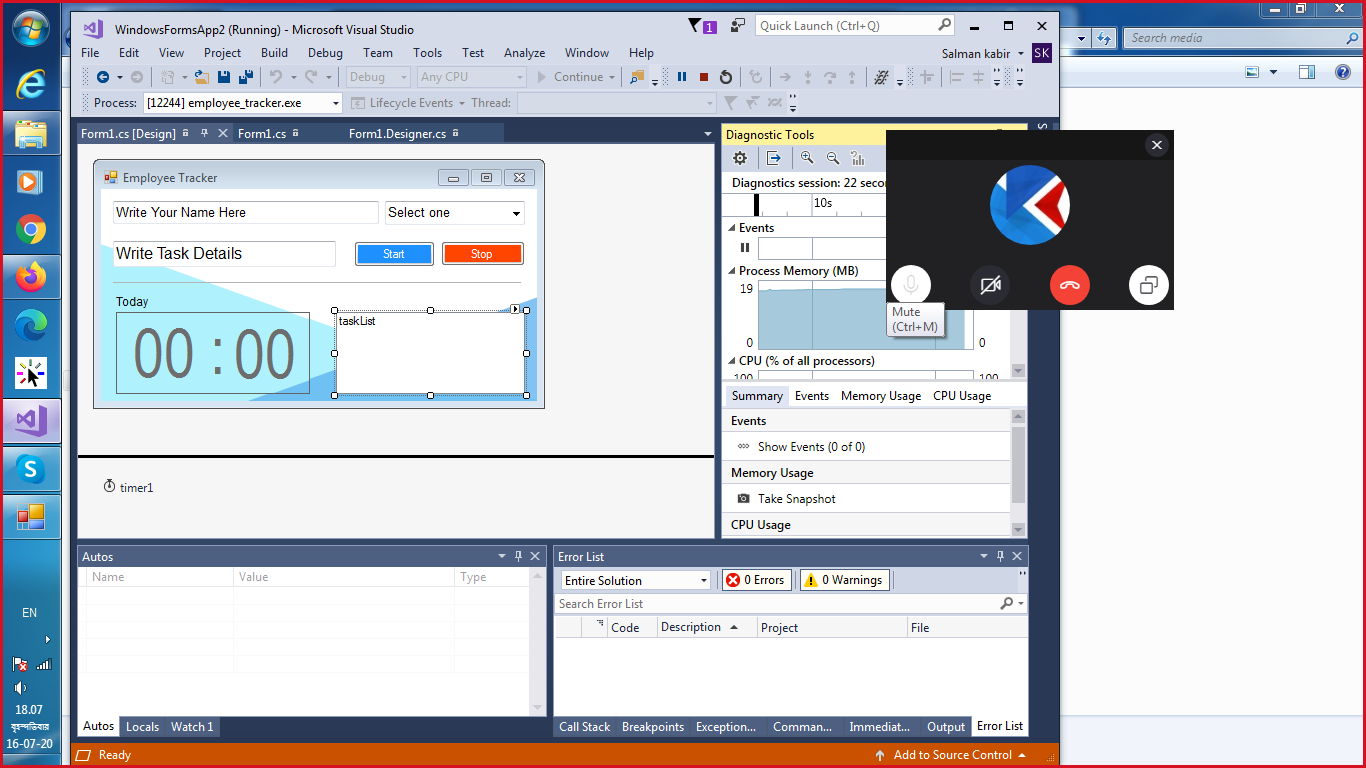 WindowsFormsApp2 (Running) - Microsoft Visual Studio
1
Quick Launch (Ctrl+Q)
File Edit View Project Build Debug Team Tools Test Analyze Window Help
Salman kabir SK
Search media
Debug Any CPU Continue
Process: [12244] employee_tracker.exe Lifecycle Events Thread:
Form1.cs [Design] Form1.cs Form1.Designer.cs
Employee Tracker
Write Your Name Here Select one
Write Task Details Start Stop
Today
00:00
taskList
timer1
Diagnostic Tools
Diagnostics session: 22 secon
10s
Events
Process Memory (MB)
19
0 0
CPU (% of all processors)
100 100
Mute
(Ctrl+M)
Summary Events Memory Usage CPU Usage
Events
Show Events (0 of 0)
Memory Usage
Take Snapshot
CPU Usage
Autos
Name Value Type
Autos Locals Watch 1
Error List
Entire Solution 0 Errors 0 Warnings
Search Error List
Code Description Project File
Call Stack Breakpoints Exception... Comman... Immediat... Output Error List
Ready Add to Source Control
EN
18.07
বৃহস্পতিবার
16-07-20